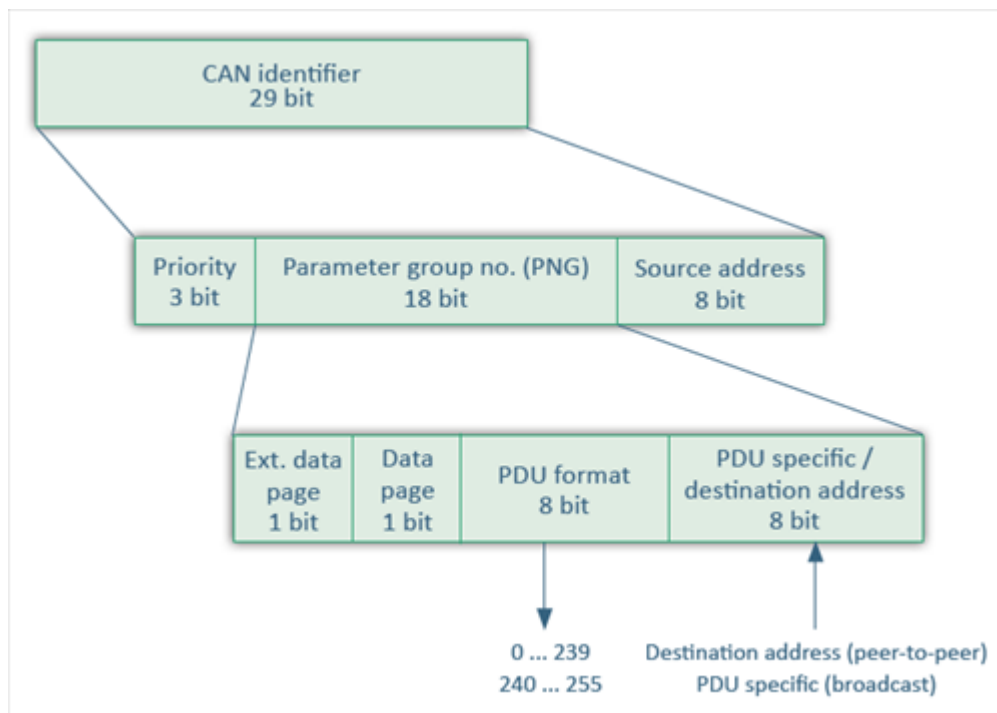 CAN identifier
29 bit
Priority
3 bit
Parameter group no. (PNG)
18 bit
Source address
8 bit
Ext. data
page
1 bit
Data
page
1 bit
PDU format
8 bit
PDU specific /
destination address
8 bit
0 ... 239 Destination address (peer-to-peer)
240 ... 255 PDU specific (broadcast)